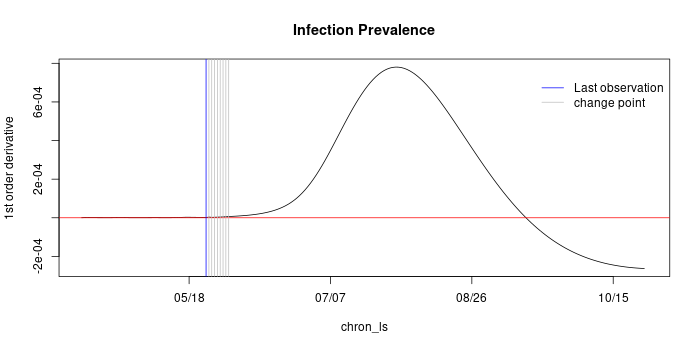 Infection Prevalence
1st order derivative
6e-04
2e-04
-2e-04
Last observation
change point
05/18
07/07
08/26
10/15
chron_ls